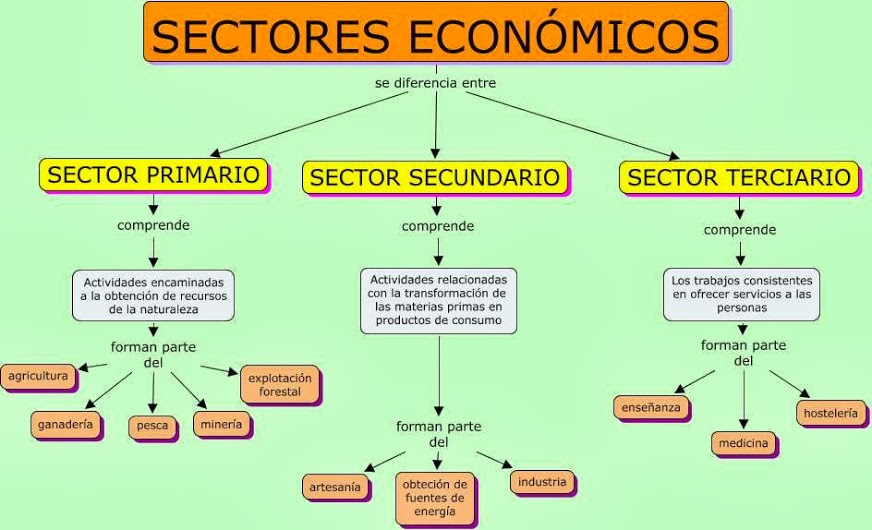 SECTORES ECONÓMICOS
se diferencia entre
SECTOR PRIMARIO
comprende
Actividades encaminadas
a la obtención de recursos
de la naturaleza
forman parte
del
agricultura
ganadería
pesca
minería
explotación
forestal
SECTOR SECUNDARIO
comprende
Actividades relacionadas
con la transformación de
las materias primas en
productos de consumo
forman parte
del
artesanía
obteción de
fuentes de
energía
industria
SECTOR TERCIARIO
comprende
Los trabajos consistentes
en ofrecer servicios a las
personas
forman parte
del
enseñanza
medicina
hostelería